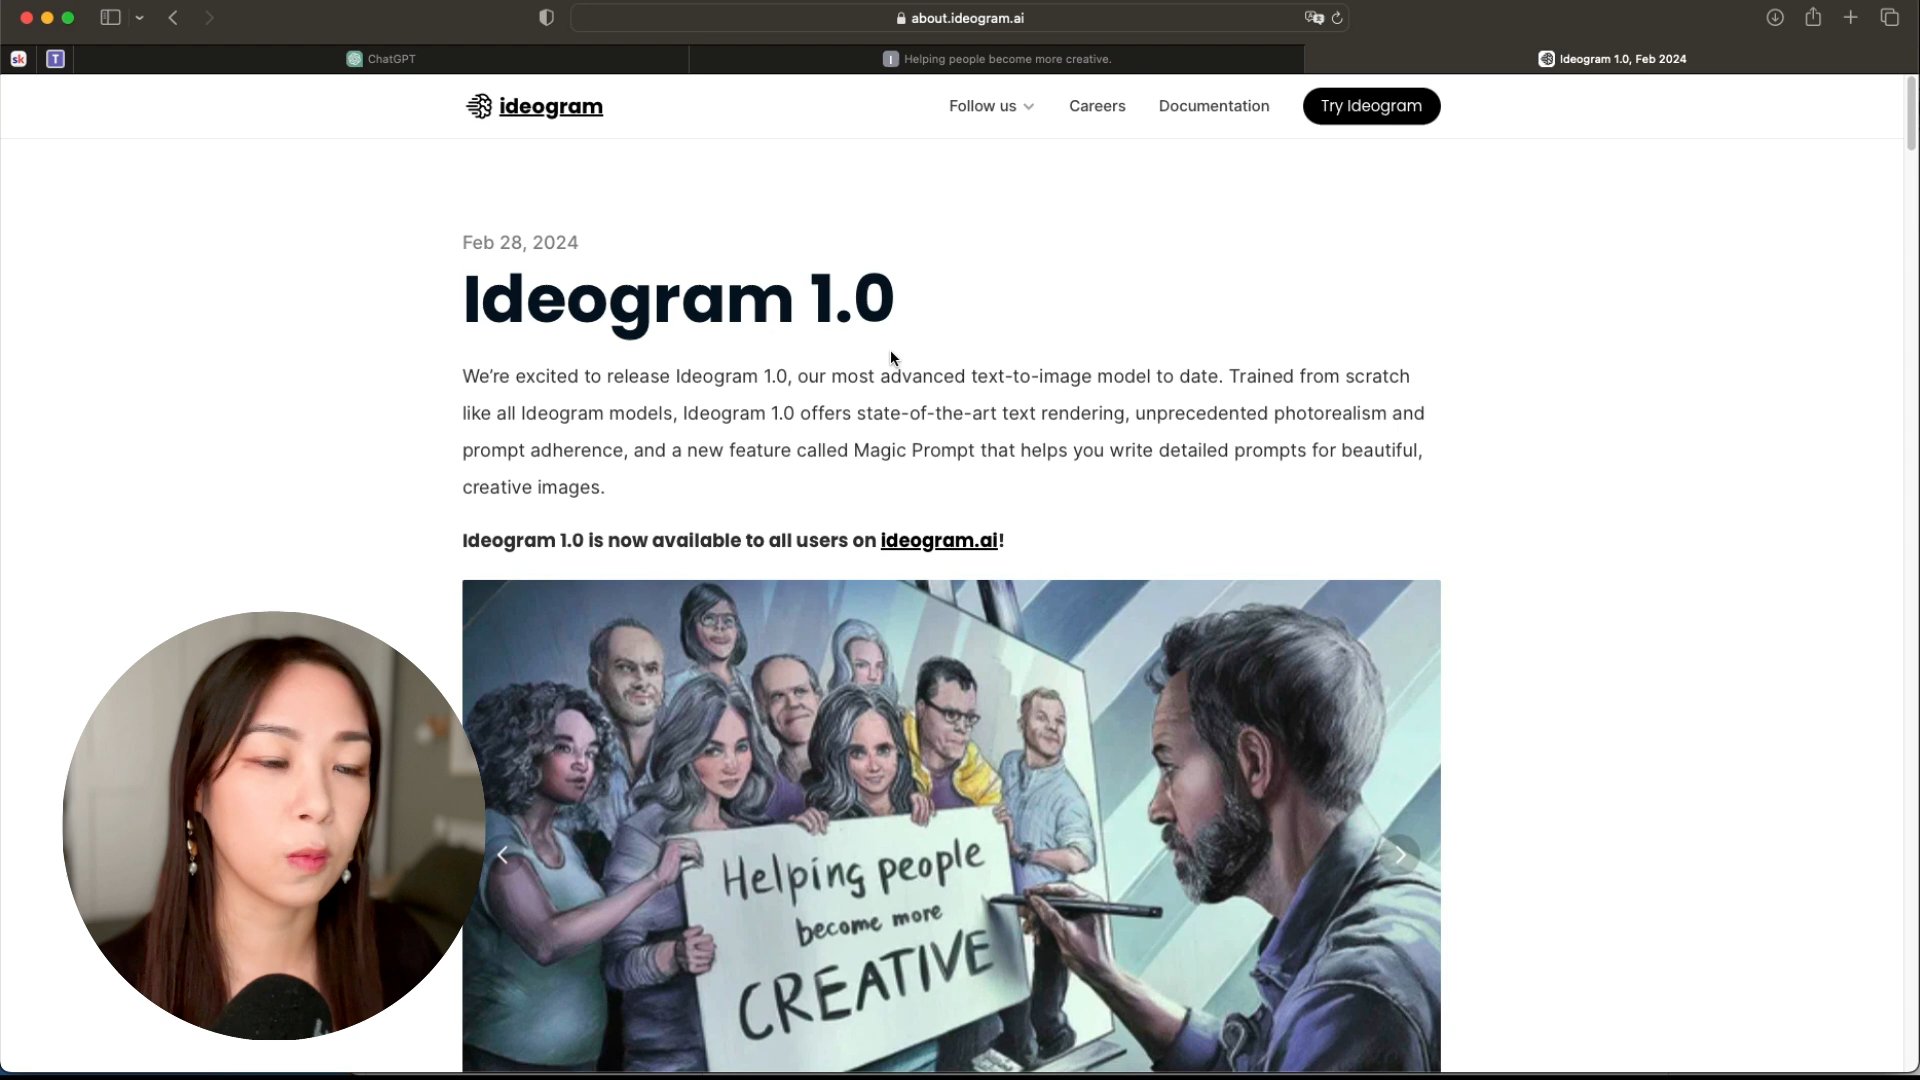 about.ideogram.ai
sk
T
ChatGPT
I
Helping people become more creative.
Ideogram 1.0, Feb 2024
ideogram
Follow us
Careers
Documentation
Try Ideogram
Feb 28, 2024
Ideogram 1.0
We’re excited to release Ideogram 1.0, our most advanced text-to-image model to date. Trained from scratch
like all Ideogram models, Ideogram 1.0 offers state-of-the-art text rendering, unprecedented photorealism and
prompt adherence, and a new feature called Magic Prompt that helps you write detailed prompts for beautiful,
creative images.
Ideogram 1.0 is now available to all users on ideogram.ai!
Helping people
become more
CREATIVE